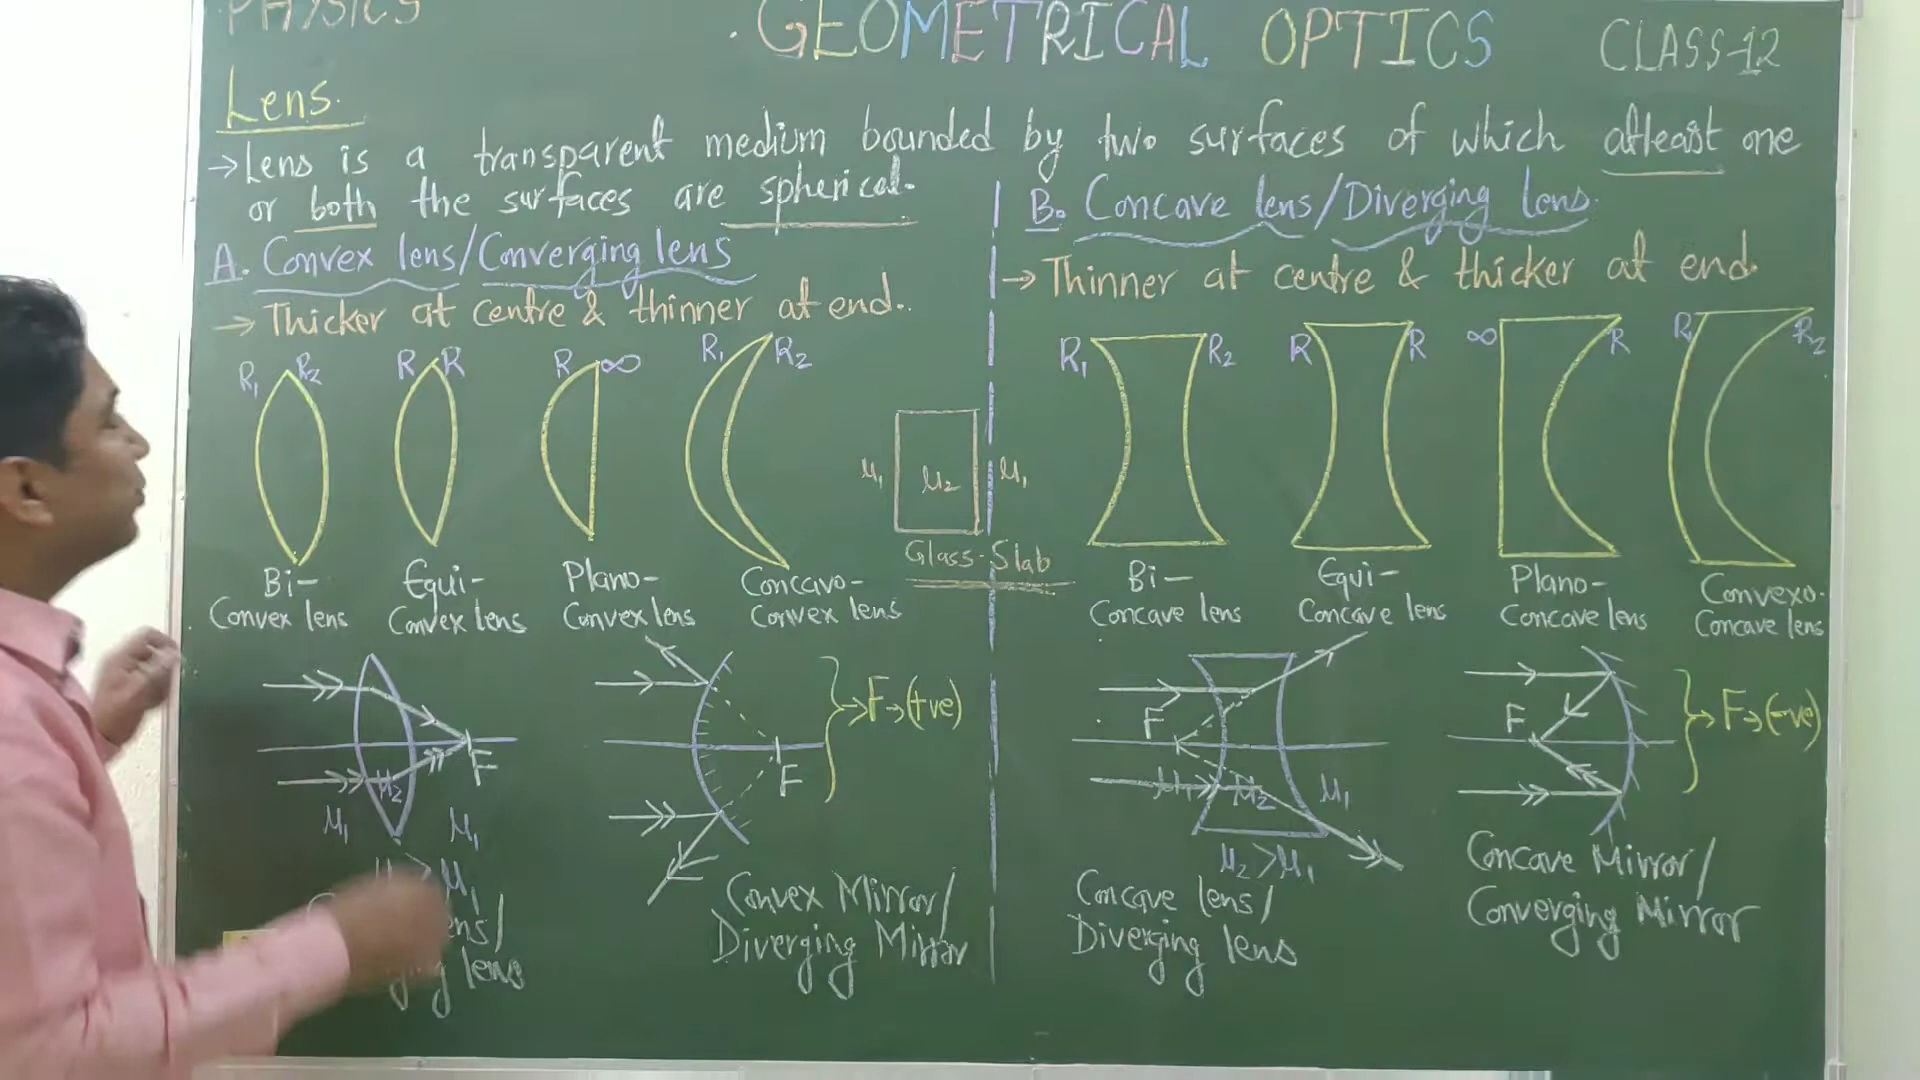 PHYSICS
GEOMETRICAL OPTICS
CLASS-12
Lens.
→ Lens is a transparent medium bounded by two surfaces of which atleast one
or both the surfaces are spherical.
A. Convex lens/Converging lens
→ Thicker at centre & thinner at end.
R₁ R₂
R R
R ∞
R₁ R₂
Bi-
Convex lens
Equi-
Convex lens
Plano-
Convex lens
Concavo-
Convex lens
μ₁ μ₂ μ₁
Glass-Slab
B. Concave lens/Diverging lens.
→ Thinner at centre & thicker at end.
R₁ R₂
R R
∞ R
R₁ R₂
Bi-
Concave lens
Equi-
Concave lens
Plano-
Concave lens
Convexo-
Concave lens
F
μ₂
μ₁ μ₁
> μ₁
ens/
ging lens
F
} → F → (+ve)
Convex Mirror/
Diverging Mirror
F
μ₁ μ₂ μ₁
μ₂ > μ₁
Concave lens/
Diverging lens
F
} → F → (-ve)
Concave Mirror/
Converging Mirror